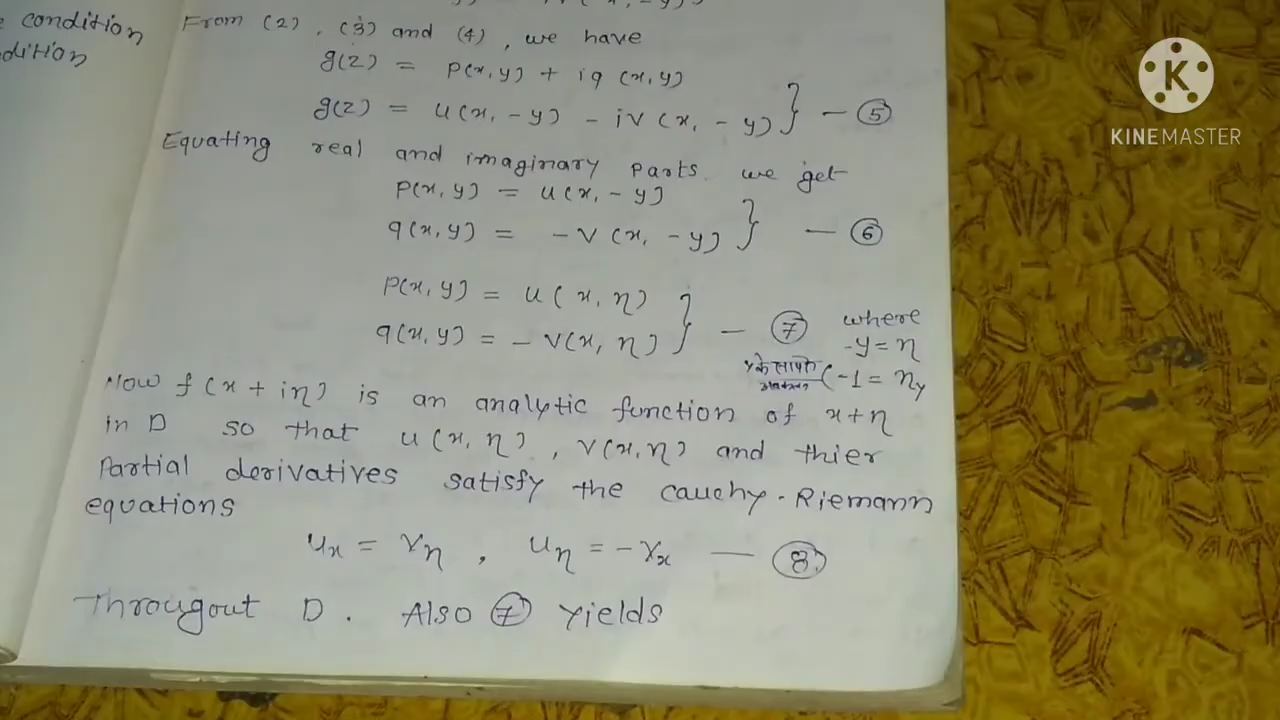 condition
dition
From (2), (3) and (4), we have
g(z) = P(x,y) + iq (x,y)
g(z) = u(x,-y) - iv (x,-y) } — ⑤
Equating real and imaginary parts we get
P(x,y) = u(x,-y)
q(x,y) = -v (x,-y) } — ⑥
P(x,y) = u (x, η)
q(x,y) = - v(x, η) } — ⑦ where
-y = η
(-1 = ηy
Now f(x+iη) is an analytic function of x+η
in D so that u(x,η), v(x,η) and thier
Partial derivatives satisfy the cauchy-Riemann
equations
ux = vη , uη = -vx — ⑧
Througout D. Also ⑦ yields
K
KINEMASTER